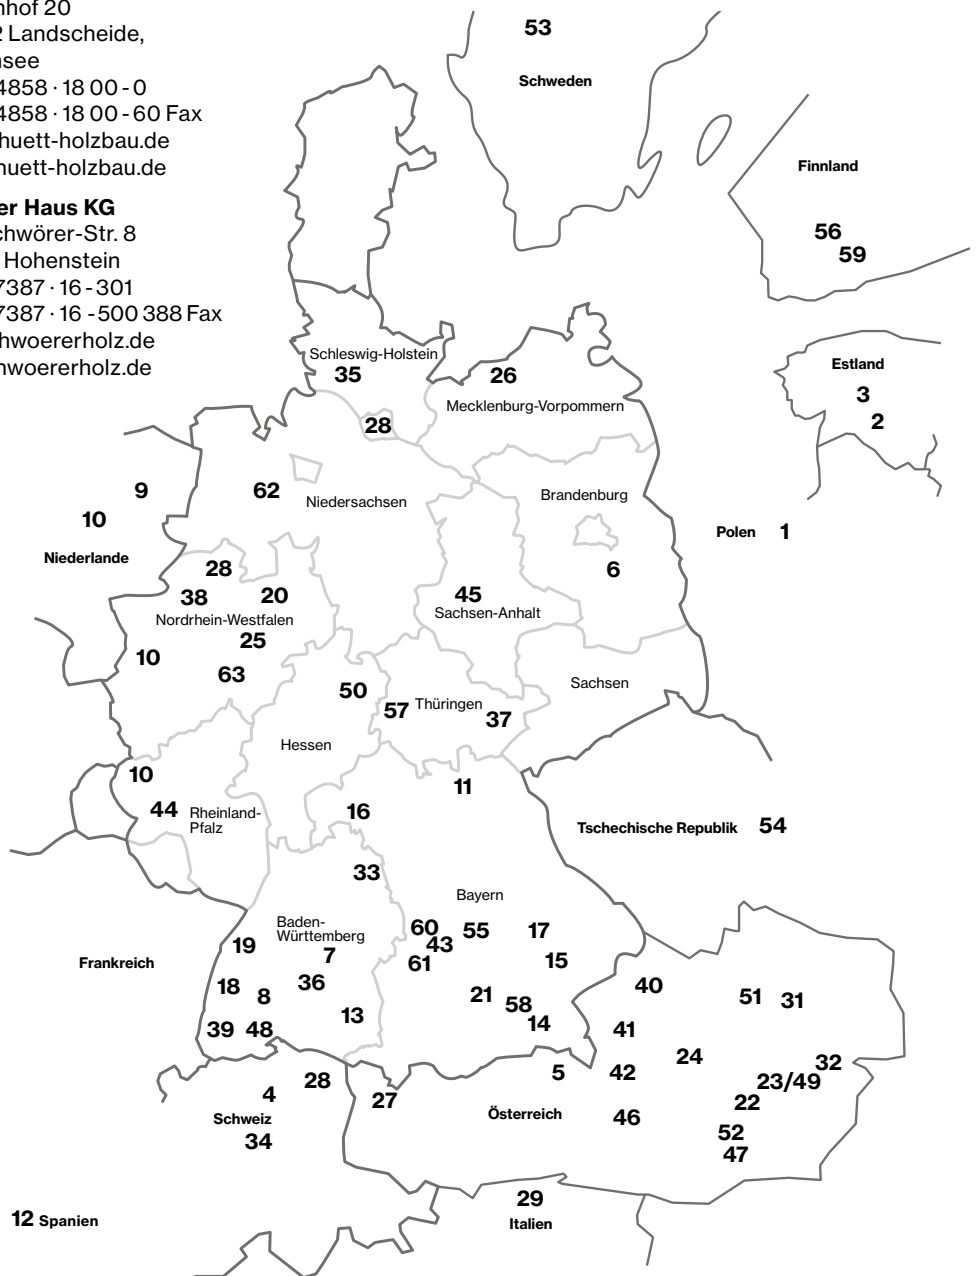 nhof 20
2 Landscheide,
nsee
4858 · 18 00 - 0
4858 · 18 00 - 60 Fax
huett-holzbau.de
huett-holzbau.de
er Haus KG
chwörer-Str. 8
Hohenstein
7387 · 16 - 301
7387 · 16 - 500 388 Fax
hwoererholz.de
hwoererholz.de
53
Schweden
Finnland
56
59
Schleswig-Holstein
35
26
Mecklenburg-Vorpommern
28
Estland
3
2
9
10
Niederlande
62
Niedersachsen
Brandenburg
6
Polen 1
28
38
20
Nordrhein-Westfalen
25
10
63
45
Sachsen-Anhalt
50
57
Thüringen
37
Sachsen
Hessen
10
44
Rheinland-
Pfalz
16
11
Tschechische Republik 54
33
Bayern
Baden-
Württemberg
7
19
60
43
55
17
61
15
Frankreich
18
8
36
21
58
13
14
39
48
40
51
31
41
24
32
5
42
23/49
22
Österreich
46
52
47
28
4
27
Schweiz
34
29
Italien
12 Spanien